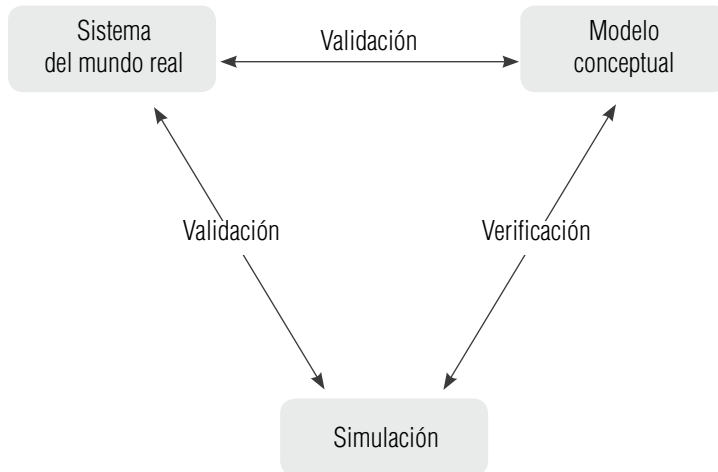 Sistema
del mundo real
Validación
Modelo
conceptual
Validación
Verificación
Simulación